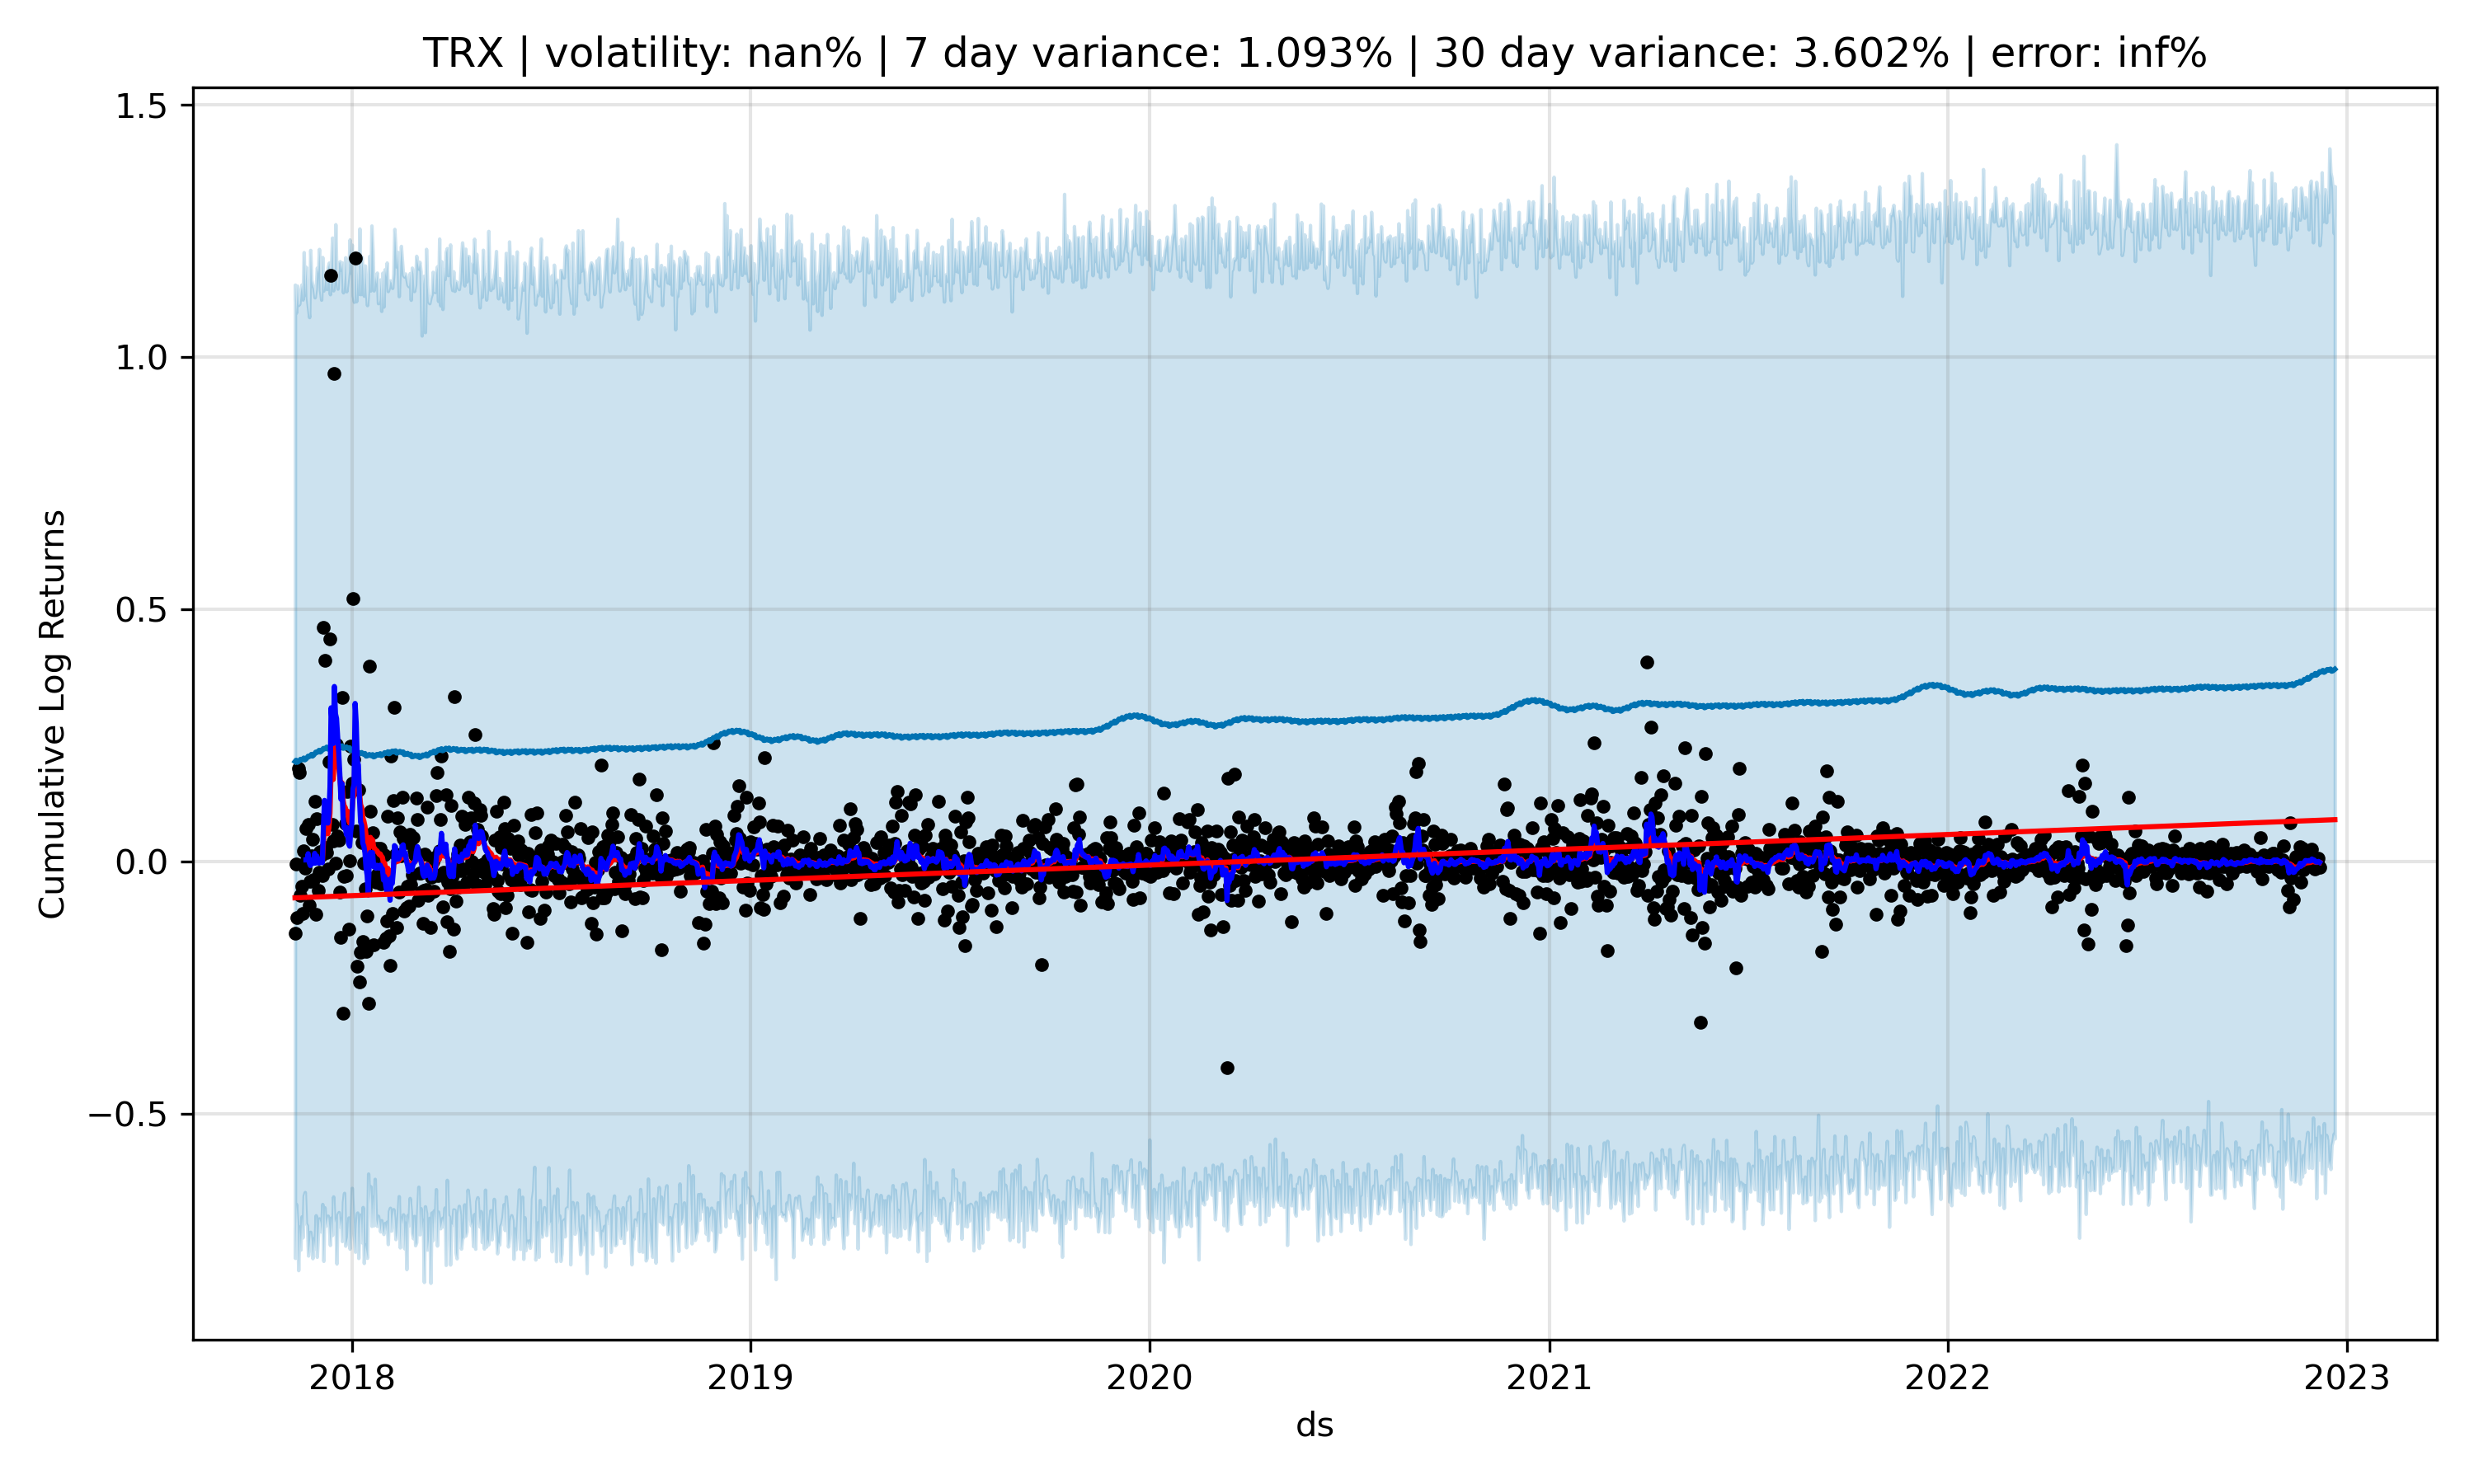 TRX | volatility: nan% | 7 day variance: 1.093% | 30 day variance: 3.602% | error: inf%
1.5
1.0
0.5
0.0
−0.5
Cumulative Log Returns
2018 2019 2020 2021 2022 2023
ds